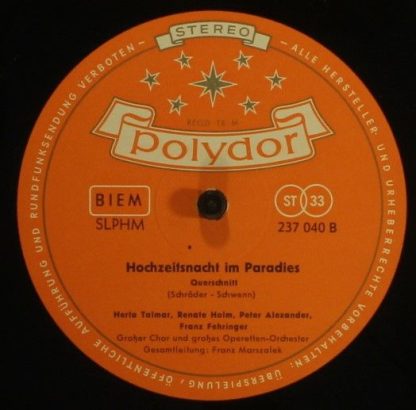 STEREO
REGD. TR. M.
Polydor
BIEM
SLPHM
ST 33
237 040 B
Hochzeitsnacht im Paradies
Querschnitt
(Schröder - Schwenn)
Herta Talmar, Renate Holm, Peter Alexander,
Franz Fehringer
Großer Chor und großes Operetten-Orchester
Gesamtleitung: Franz Marszalek
ALLE HERSTELLER- UND URHEBERRECHTE VORBEHALTEN: ÜBERSPIELUNG, ÖFFENTLICHE AUFFÜHRUNG UND RUNDFUNKSENDUNG VERBOTEN